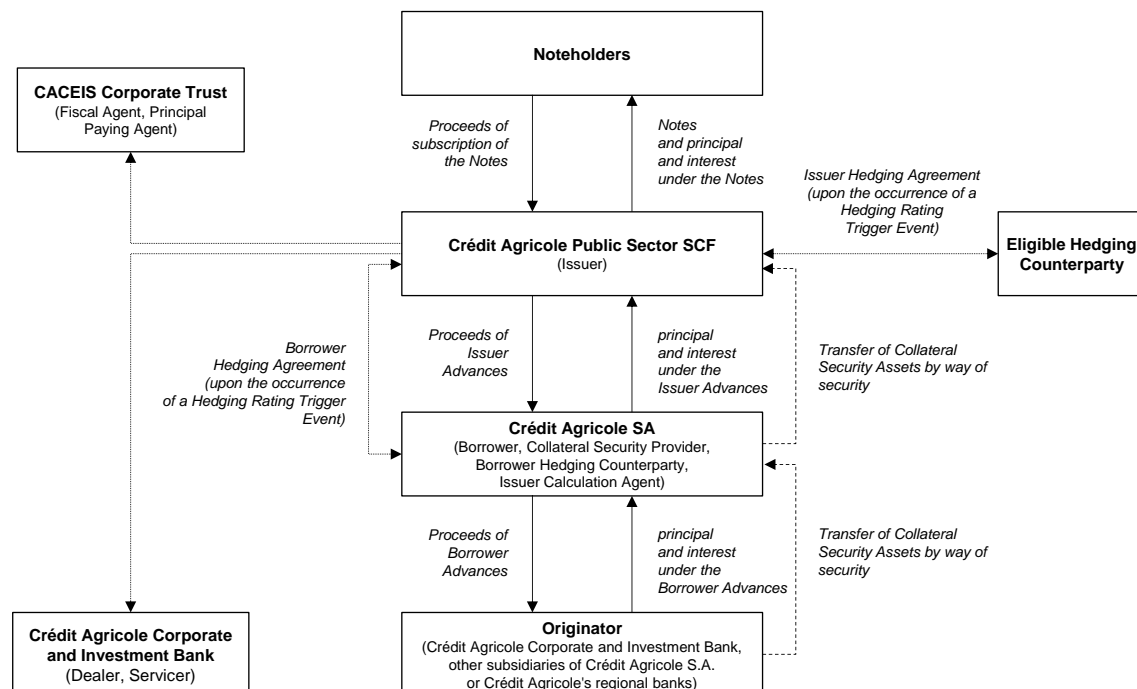 Noteholders
CACEIS Corporate Trust
(Fiscal Agent, Principal
Paying Agent)
Proceeds of
subscription of
the Notes
Notes
and principal
and interest
under the Notes
Issuer Hedging Agreement
(upon the occurrence of a
Hedging Rating
Trigger Event)
Crédit Agricole Public Sector SCF
(Issuer)
Eligible Hedging
Counterparty
Borrower
Hedging Agreement
(upon the occurrence
of a Hedging Rating Trigger
Event)
Proceeds of
Issuer
Advances
principal
and interest
under the
Issuer Advances
Transfer of Collateral
Security Assets by way of
security
Crédit Agricole SA
(Borrower, Collateral Security Provider,
Borrower Hedging Counterparty,
Issuer Calculation Agent)
Proceeds of
Borrower
Advances
principal
and interest
under the
Borrower Advances
Transfer of Collateral
Security Assets by way of
security
Crédit Agricole Corporate
and Investment Bank
(Dealer, Servicer)
Originator
(Crédit Agricole Corporate and Investment Bank,
other subsidiaries of Crédit Agricole S.A.
or Crédit Agricole's regional banks)